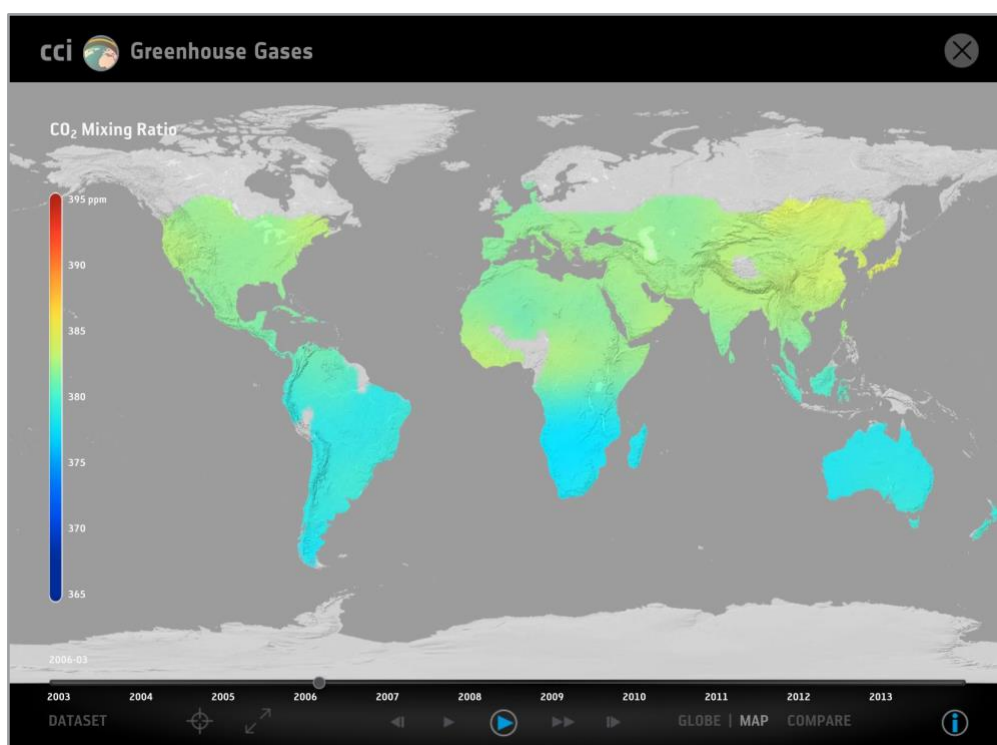 cci Greenhouse Gases
CO₂ Mixing Ratio
395 ppm
390
385
380
375
370
365
2006-03
2003 2004 2005 2006 2007 2008 2009 2010 2011 2012 2013
DATASET GLOBE | MAP COMPARE